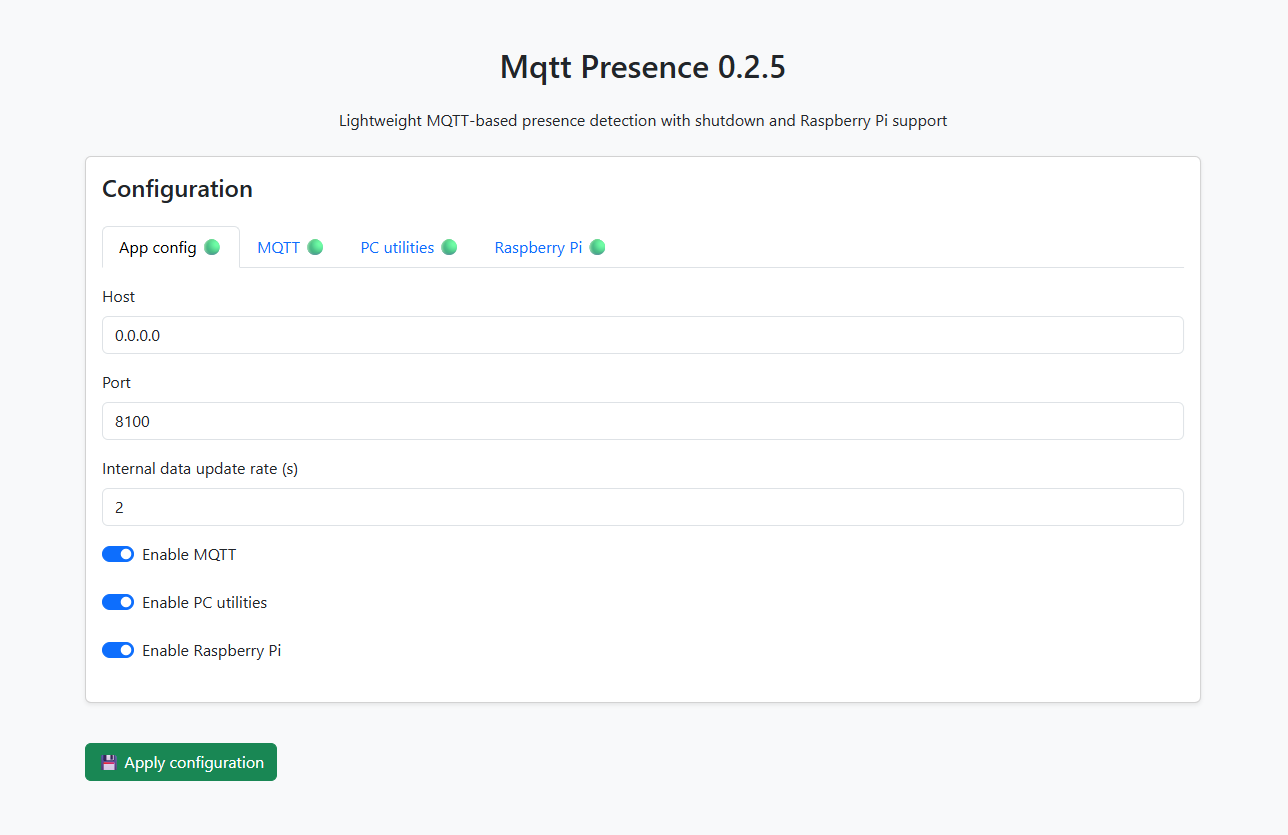 Mqtt Presence 0.2.5
Lightweight MQTT-based presence detection with shutdown and Raspberry Pi support
Configuration
App config MQTT PC utilities Raspberry Pi
Host
0.0.0.0
Port
8100
Internal data update rate (s)
2
Enable MQTT
Enable PC utilities
Enable Raspberry Pi
Apply configuration